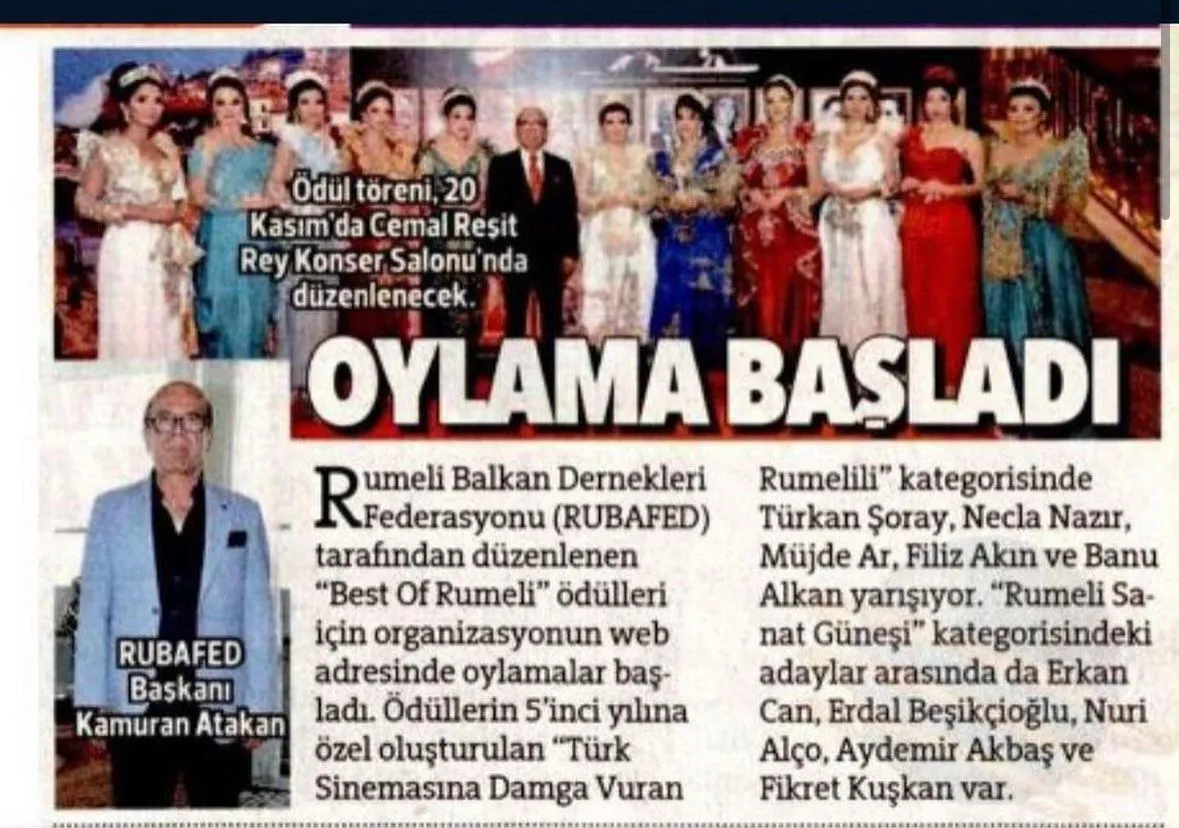 Ödül töreni, 20
Kasım'da Cemal Reşit
Rey Konser Salonu'nda
düzenlenecek.
OYLAMA BAŞLADI
RUBAFED
Başkanı
Kamuran Atakan
Rumeli Balkan Dernekleri
Federasyonu (RUBAFED)
tarafından düzenlenen
“Best Of Rumeli” ödülleri
için organizasyonun web
adresinde oylamalar baş-
ladı. Ödüllerin 5'inci yılına
özel oluşturulan “Türk
Sinemasına Damga Vuran
Rumelili” kategorisinde
Türkan Şoray, Necla Nazır,
Müjde Ar, Filiz Akın ve Banu
Alkan yarışıyor. “Rumeli Sa-
nat Güneşi” kategorisindeki
adaylar arasında da Erkan
Can, Erdal Beşikçioğlu, Nuri
Alço, Aydemir Akbaş ve
Fikret Kuşkan var.